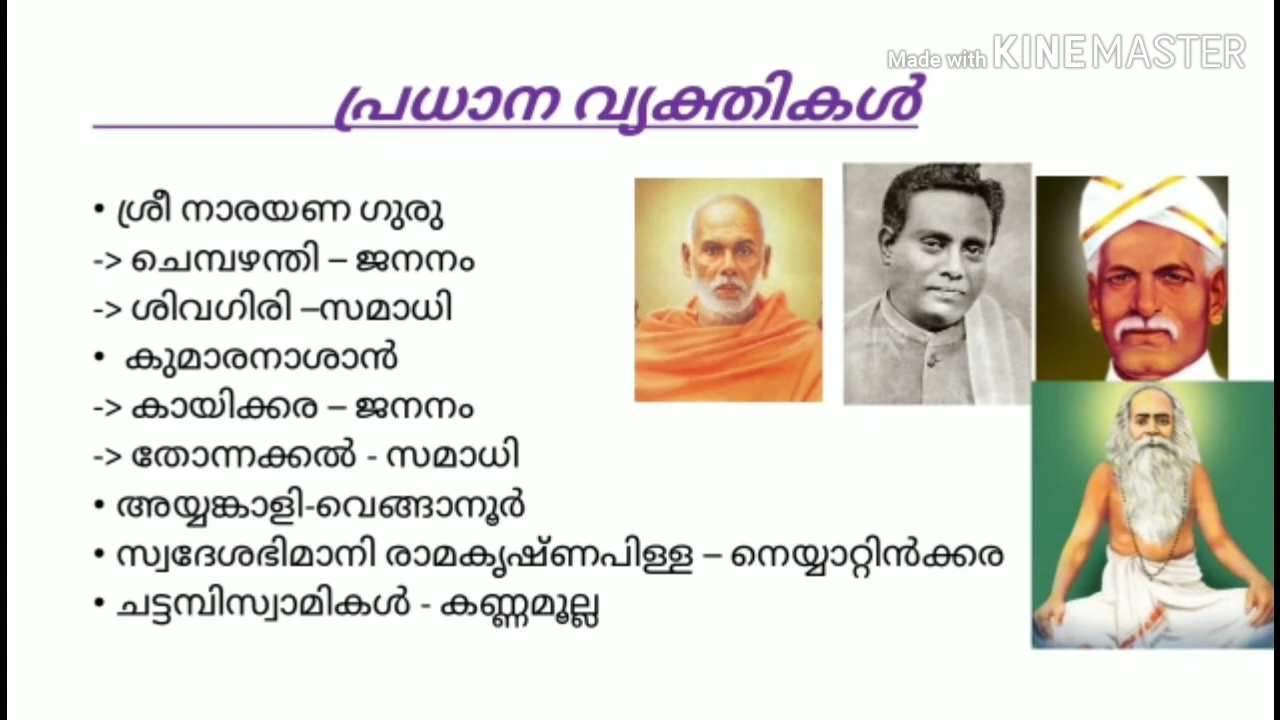 Made with KINEMASTER
പ്രധാന വ്യക്തികൾ
• ശ്രീ നാരയണ ഗുരു
-> ചെമ്പഴന്തി – ജനനം
-> ശിവഗിരി –സമാധി
• കുമാരനാശാൻ
-> കായിക്കര – ജനനം
-> തോന്നക്കൽ - സമാധി
• അയ്യങ്കാളി-വെങ്ങാനൂർ
• സ്വദേശഭിമാനി രാമകൃഷ്ണപിള്ള – നെയ്യാറ്റിൻക്കര
• ചട്ടമ്പിസ്വാമികൾ - കണ്ണമൂല്ല